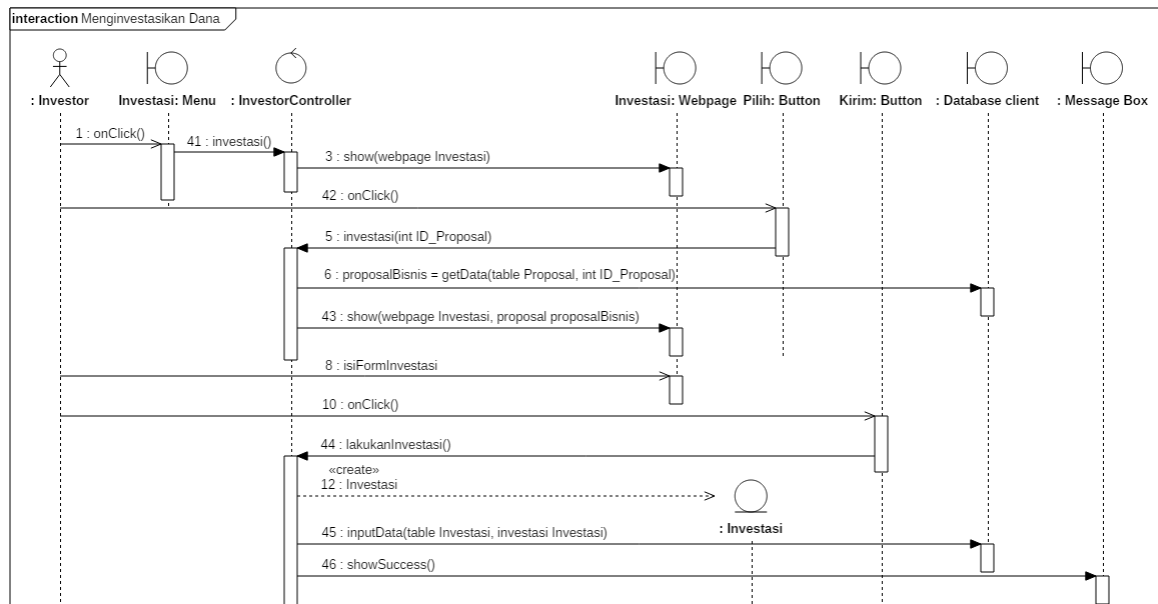 interaction Menginvestasikan Dana
: Investor
Investasi: Menu
: InvestorController
Investasi: Webpage
Pilih: Button
Kirim: Button
: Database client
: Message Box
1 : onClick()
41 : investasi()
3 : show(webpage Investasi)
42 : onClick()
5 : investasi(int ID_Proposal)
6 : proposalBisnis = getData(table Proposal, int ID_Proposal)
43 : show(webpage Investasi, proposal proposalBisnis)
8 : isiFormInvestasi
10 : onClick()
44 : lakukanInvestasi()
«create»
12 : Investasi
: Investasi
45 : inputData(table Investasi, investasi Investasi)
46 : showSuccess()